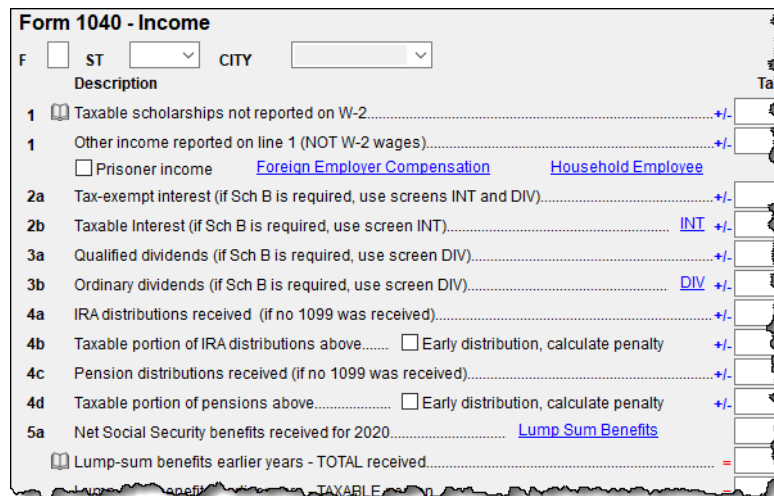 Form 1040 - Income
F ST CITY
Description Ta
1 Taxable scholarships not reported on W-2 +/-
1 Other income reported on line 1 (NOT W-2 wages) +/-
Prisoner income Foreign Employer Compensation Household Employee
2a Tax-exempt interest (if Sch B is required, use screens INT and DIV) +/-
2b Taxable Interest (if Sch B is required, use screen INT) INT +/-
3a Qualified dividends (if Sch B is required, use screen DIV) +/-
3b Ordinary dividends (if Sch B is required, use screen DIV) DIV +/-
4a IRA distributions received (if no 1099 was received) +/-
4b Taxable portion of IRA distributions above Early distribution, calculate penalty +/-
4c Pension distributions received (if no 1099 was received) +/-
4d Taxable portion of pensions above Early distribution, calculate penalty +/-
5a Net Social Security benefits received for 2020 Lump Sum Benefits
Lump-sum benefits earlier years - TOTAL received =
TAXABLE